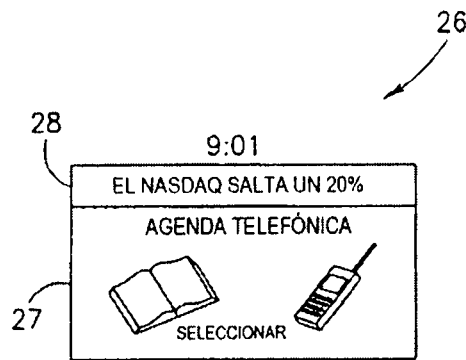 26
28
9:01
EL NASDAQ SALTA UN 20%
AGENDA TELEFÓNICA
27
SELECCIONAR